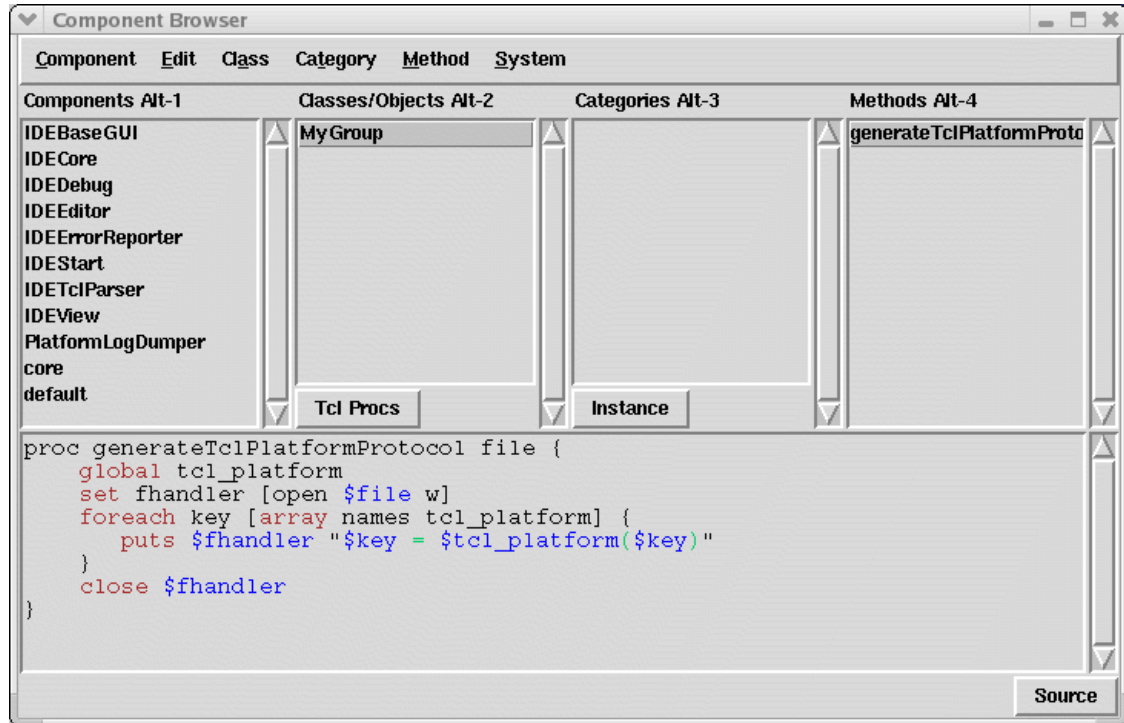 Component Browser
Component Edit Class Category Method System
Components Alt-1 Classes/Objects Alt-2 Categories Alt-3 Methods Alt-4
IDEBaseGUI MyGroup generateTclPlatformProto
IDECore
IDEDebug
IDEEditor
IDEErrorReporter
IDEStart
IDETclParser
IDEView
PlatformLogDumper
core
default
Tcl Procs Instance
proc generateTclPlatformProtocol file {
global tcl_platform
set fhandler [open $file w]
foreach key [array names tcl_platform] {
puts $fhandler "$key = $tcl_platform($key)"
}
close $fhandler
}
Source